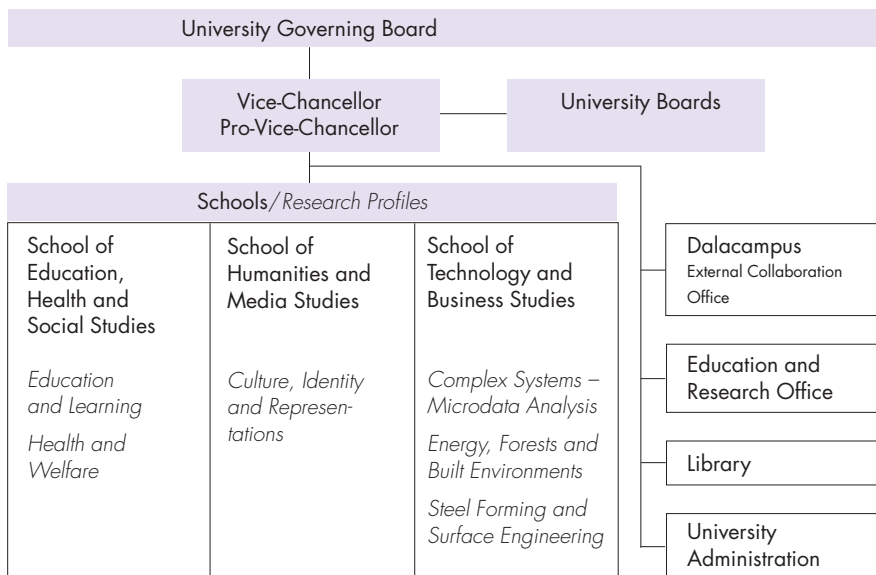 University Governing Board
Vice-Chancellor
Pro-Vice-Chancellor
University Boards
Schools/Research Profiles
School of
Education,
Health and
Social Studies
Education
and Learning
Health and
Welfare
School of
Humanities and
Media Studies
Culture, Identity
and Represen-
tations
School of
Technology and
Business Studies
Complex Systems –
Microdata Analysis
Energy, Forests and
Built Environments
Steel Forming and
Surface Engineering
Dalacampus
External Collaboration
Office
Education and
Research Office
Library
University
Administration